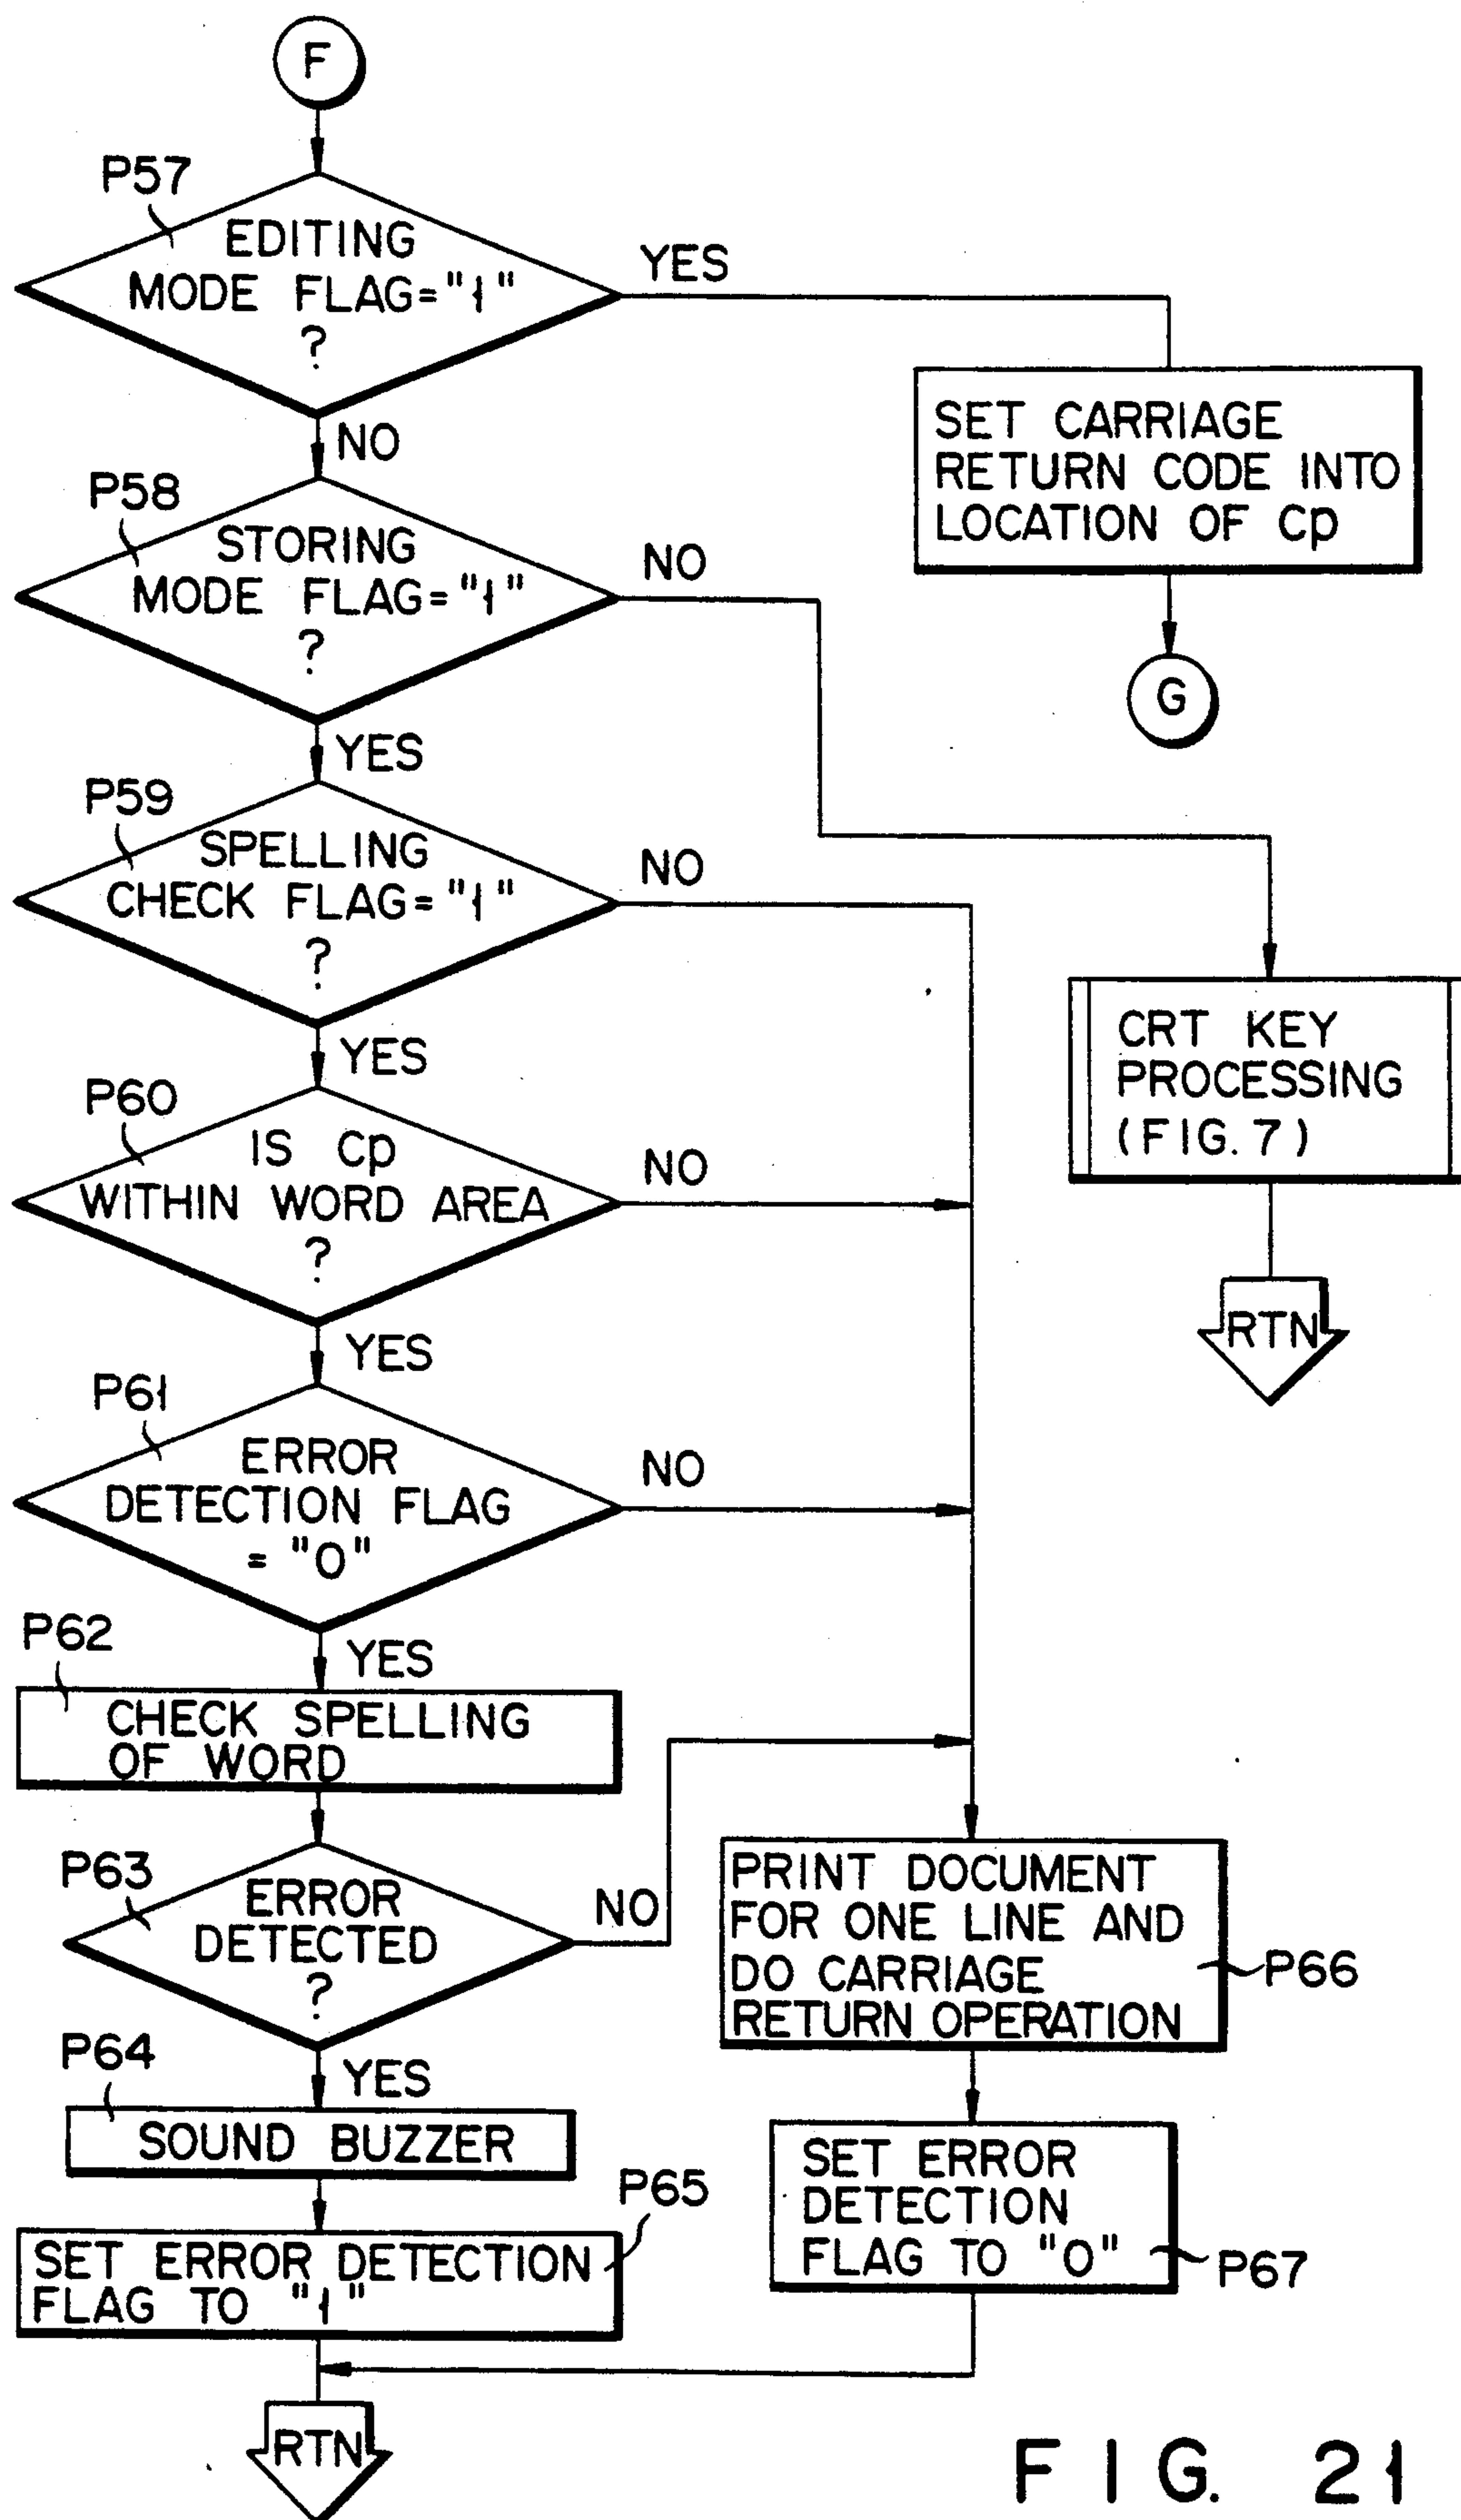 F
P57
EDITING
MODE FLAG="1"
?
YES
NO
SET CARRIAGE
RETURN CODE INTO
LOCATION OF Cp
G
P58
STORING
MODE FLAG="1"
?
NO
YES
P59
SPELLING
CHECK FLAG="1"
?
NO
YES
CRT KEY
PROCESSING
(FIG. 7)
RTN
P60
IS Cp
WITHIN WORD AREA
?
NO
YES
P61
ERROR
DETECTION FLAG
= "0"
NO
YES
P62
CHECK SPELLING
OF WORD
P63
ERROR
DETECTED
?
NO
YES
PRINT DOCUMENT
FOR ONE LINE AND
DO CARRIAGE
RETURN OPERATION
P66
P64
SOUND BUZZER
P65
SET ERROR DETECTION
FLAG TO "1"
SET ERROR
DETECTION
FLAG TO "0"
P67
RTN
FIG. 21